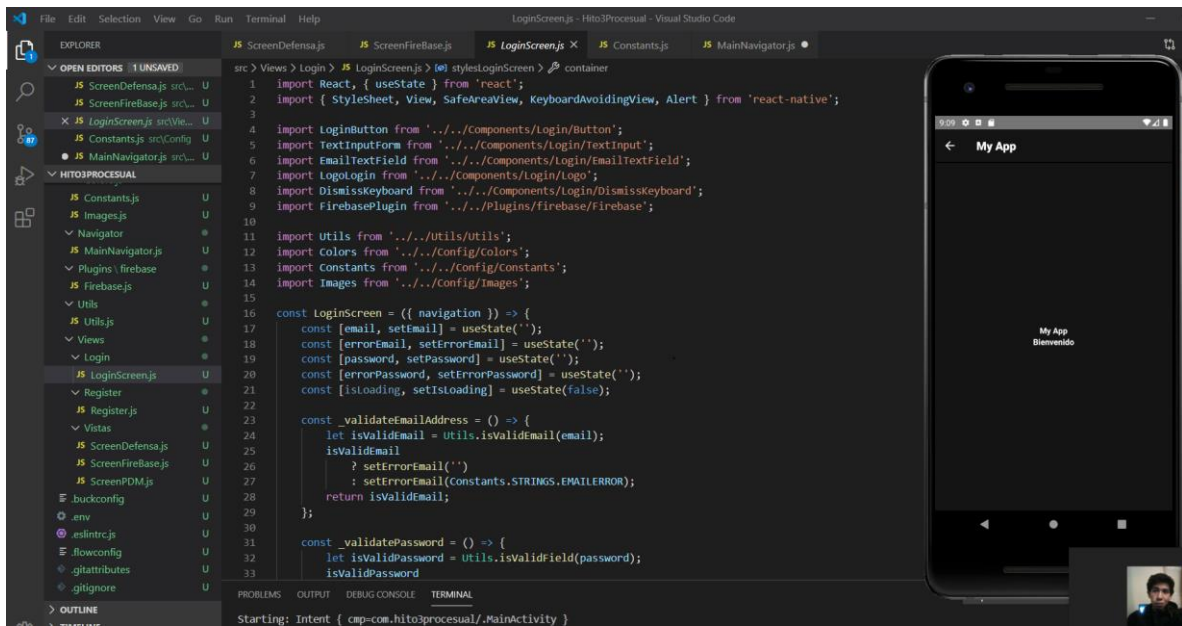 File Edit Selection View Go Run Terminal Help LoginScreen.js - Hito3Procesual - Visual Studio Code
EXPLORER
OPEN EDITORS 1 UNSAVED
JS ScreenDefensa.js src\... U
JS ScreenFireBase.js src\... U
JS LoginScreen.js src\Vie... U
JS Constants.js src\Config U
JS MainNavigator.js src\... U
HITO3PROCESUAL
JS Constants.js U
JS Images.js U
Navigator
JS MainNavigator.js U
Plugins \ firebase
JS Firebase.js U
Utils
JS Utils.js U
Views
Login
JS LoginScreen.js U
Register
JS Register.js U
Vistas
JS ScreenDefensa.js U
JS ScreenFireBase.js U
JS ScreenPDM.js U
.buckconfig U
.env U
.eslintrc.js U
.flowconfig U
.gitattributes U
.gitignore U
OUTLINE
1
87
JS ScreenDefensa.js JS ScreenFireBase.js JS LoginScreen.js JS Constants.js JS MainNavigator.js
src > Views > Login > JS LoginScreen.js > stylesLoginScreen > container
1 import React, { useState } from 'react';
2 import { StyleSheet, View, SafeAreaView, KeyboardAvoidingView, Alert } from 'react-native';
3
4 import LoginButton from '../../Components/Login/Button';
5 import TextInputForm from '../../Components/Login/TextInput';
6 import EmailTextField from '../../Components/Login/EmailTextField';
7 import LogoLogin from '../../Components/Login/Logo';
8 import DismissKeyboard from '../../Components/Login/DismissKeyboard';
9 import FirebasePlugin from '../../Plugins/firebase/Firebase';
10
11 import Utils from '../../Utils/Utils';
12 import Colors from '../../Config/Colors';
13 import Constants from '../../Config/Constants';
14 import Images from '../../Config/Images';
15
16 const LoginScreen = ({ navigation }) => {
17 const [email, setEmail] = useState('');
18 const [errorEmail, setErrorEmail] = useState('');
19 const [password, setPassword] = useState('');
20 const [errorPassword, setErrorPassword] = useState('');
21 const [isLoading, setIsLoading] = useState(false);
22
23 const _validateEmailAddress = () => {
24 let isValidEmail = Utils.isValidEmail(email);
25 isValidEmail
26 ? setErrorEmail('')
27 : setErrorEmail(Constants.STRINGS.EMAILERROR);
28 return isValidEmail;
29 };
30
31 const _validatePassword = () => {
32 let isValidPassword = Utils.isValidField(password);
33 isValidPassword
PROBLEMS OUTPUT DEBUG CONSOLE TERMINAL
Starting: Intent { cmp=com.hito3procesual/.MainActivity }
9:09
My App
My App
Bienvenido